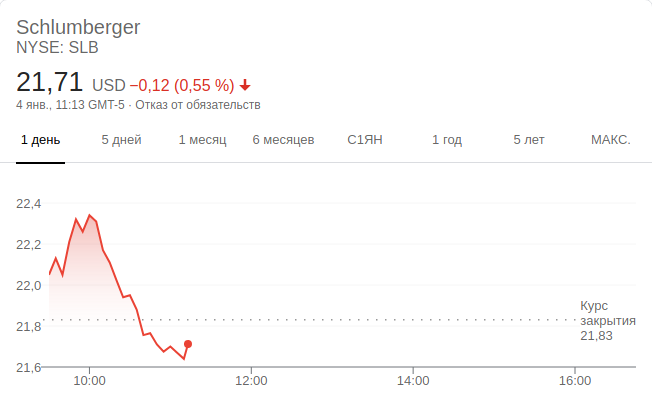 Schlumberger
NYSE: SLB
21,71 USD −0,12 (0,55 %)
4 янв., 11:13 GMT-5 · Отказ от обязательств
1 день 5 дней 1 месяц 6 месяцев С1ЯН 1 год 5 лет МАКС.
22,4
22,2
22,0
21,8
21,6
Курс
закрытия
21,83
10:00 12:00 14:00 16:00